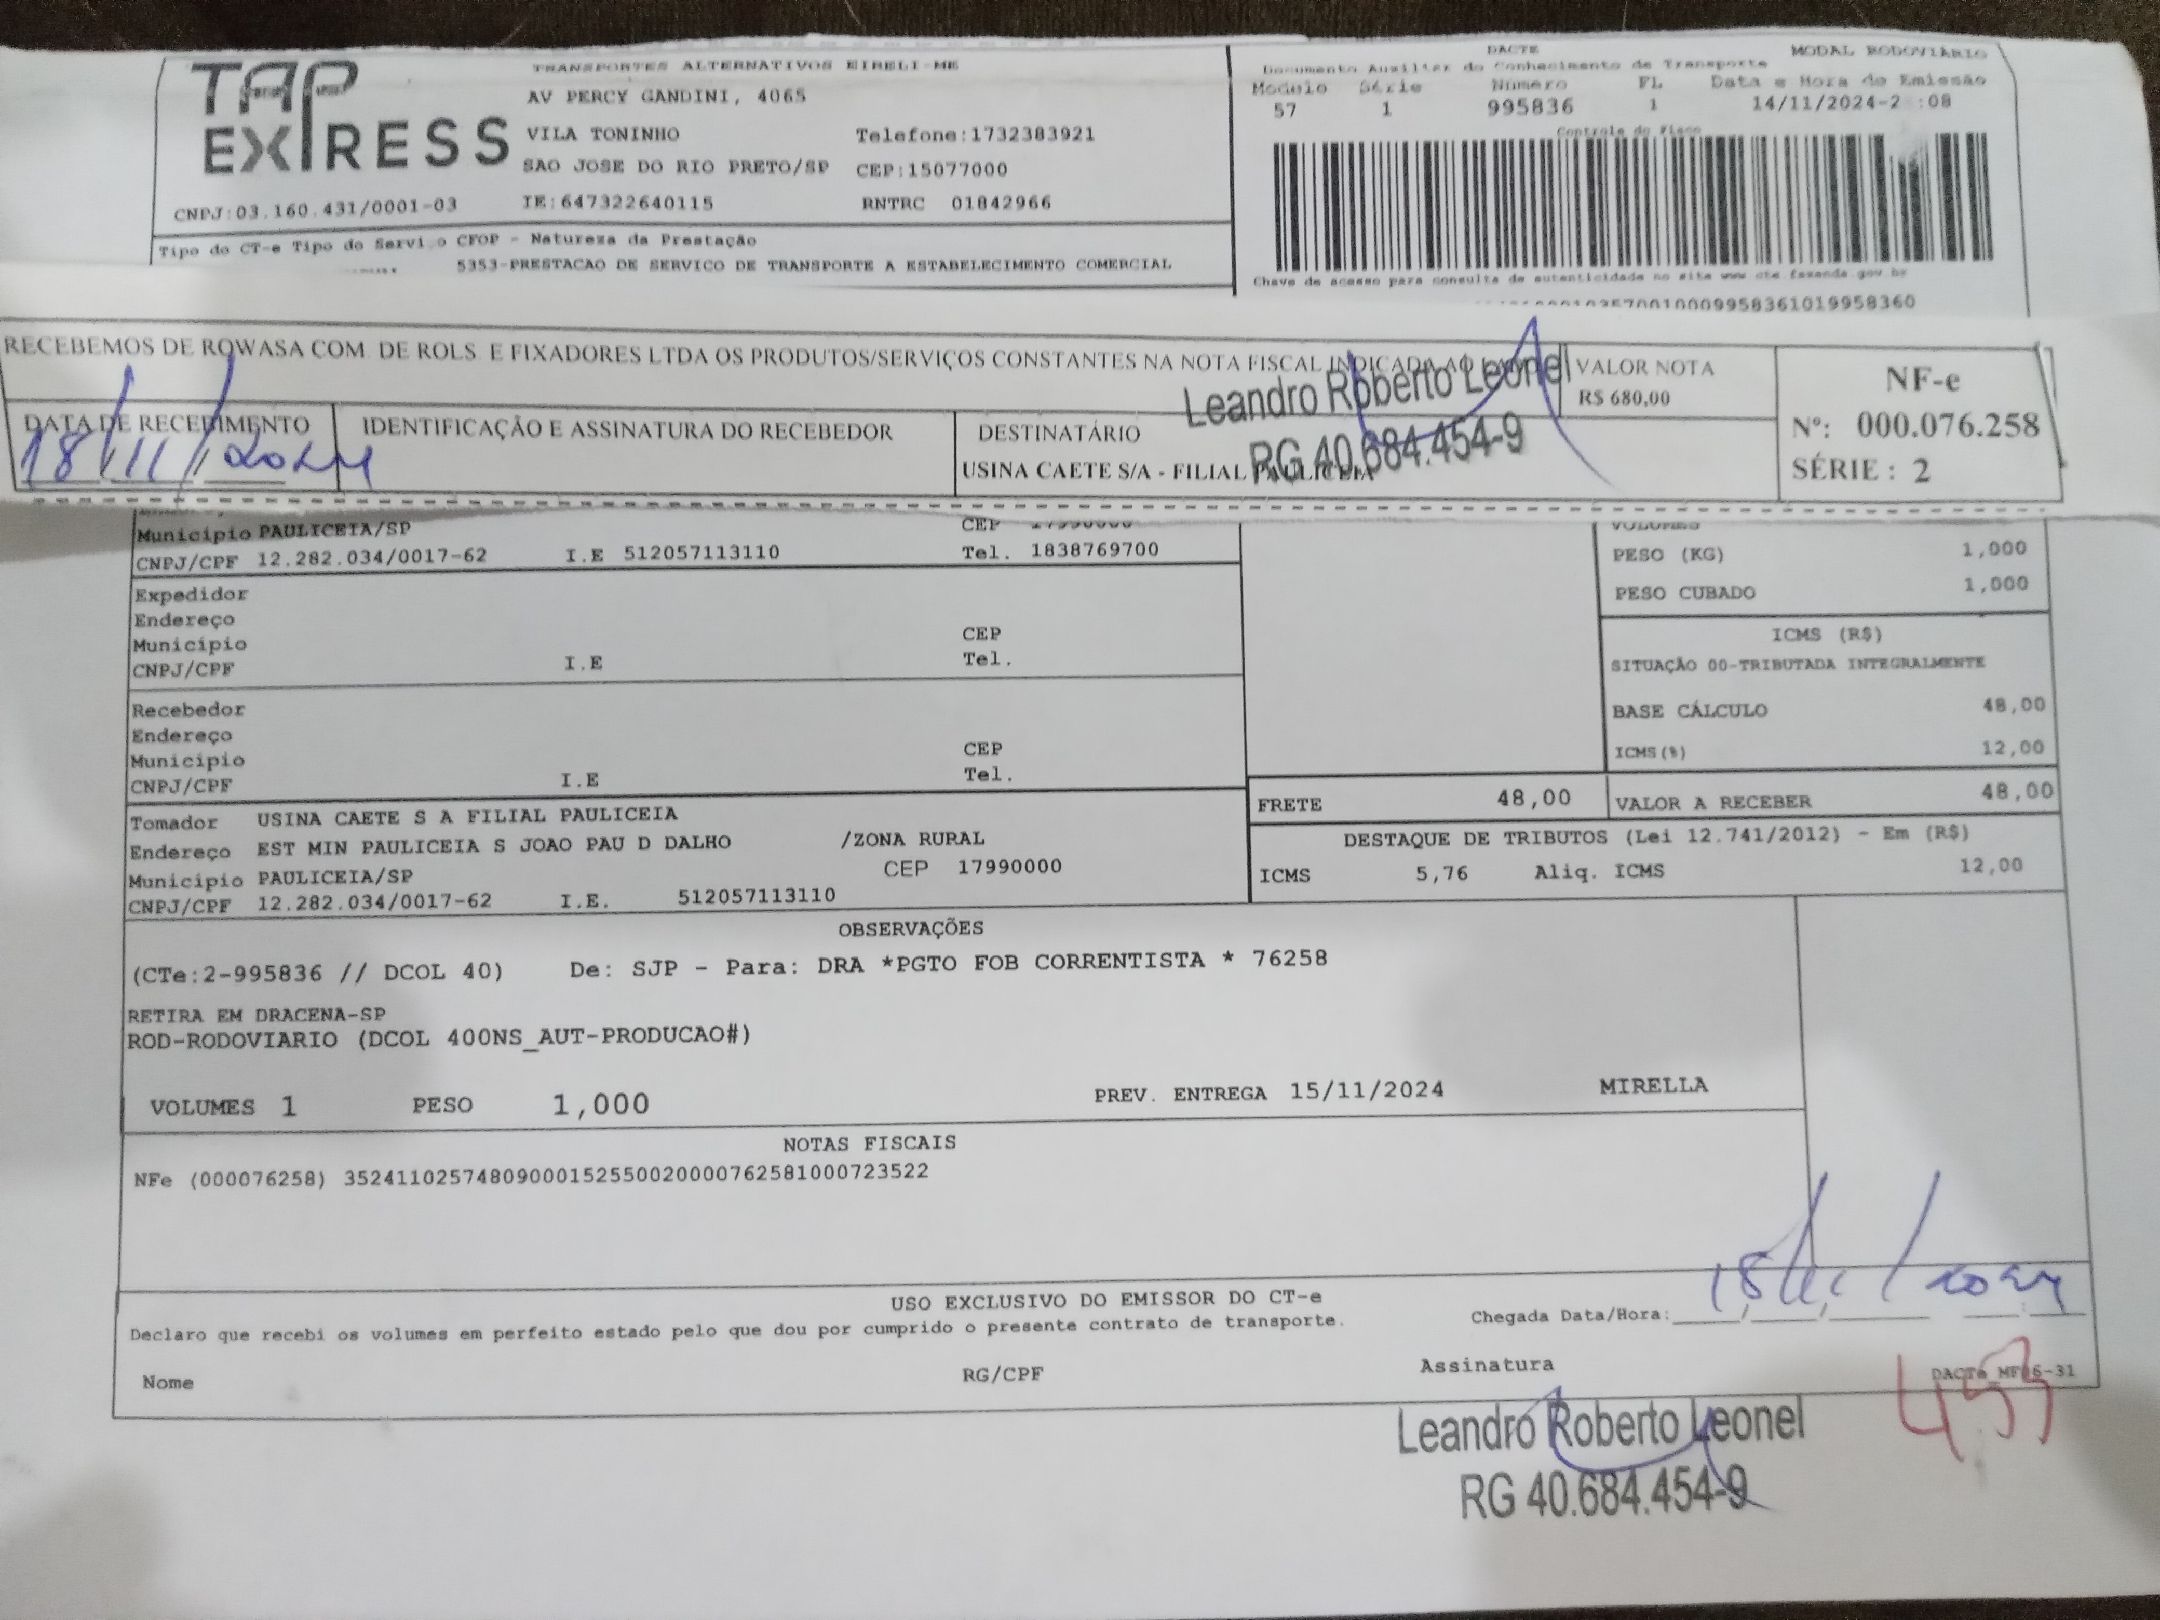 TAP EXPRESS
TRANSPORTES ALTERNATIVOS EIRELI-ME
AV PERCY GANDINI, 4065
VILA TONINHO
Telefone:1732383921
SAO JOSE DO RIO PRETO/SP
CEP:15077000
CNPJ:03.160.431/0001-03
IE:647322640115
RNTRC 01842966
DACTE
MODAL RODOVIÁRIO
Documento Auxiliar do Conhecimento de Transporte
Modelo Série Número FL Data e Hora de Emissão
57 1 995836 1 14/11/2024-2 :08
Controle do Fisco
Tipo do CT-e Tipo do Servi o CFOP - Natureza da Prestação
5353-PRESTACAO DE SERVICO DE TRANSPORTE A ESTABELECIMENTO COMERCIAL
Chave de acesso para consulta de autenticidade no site www cte.fazenda.gov.br
570010009958361019958360
RECEBEMOS DE ROWASA COM. DE ROLS. E FIXADORES LTDA OS PRODUTOS/SERVIÇOS CONSTANTES NA NOTA FISCAL INDICADA AO
VALOR NOTA
R$ 680,00
NF-e
Nº: 000.076.258
SÉRIE : 2
Leandro Roberto Leonel
RG 40.684.454-9
DATA DE RECEBIMENTO
18/11/2024
IDENTIFICAÇÃO E ASSINATURA DO RECEBEDOR
DESTINATÁRIO
USINA CAETE S/A - FILIAL PAULICEIA
Município PAULICEIA/SP
CEP
CNPJ/CPF 12.282.034/0017-62 I.E 512057113110 Tel. 1838769700
VOLUMES
PESO (KG) 1,000
PESO CUBADO 1,000
Expedidor
Endereço
Município CEP
CNPJ/CPF I.E Tel.
ICMS (R$)
SITUAÇÃO 00-TRIBUTADA INTEGRALMENTE
BASE CÁLCULO 48,00
ICMS(%) 12,00
Recebedor
Endereço
Município CEP
CNPJ/CPF I.E Tel.
FRETE 48,00 VALOR A RECEBER 48,00
Tomador USINA CAETE S A FILIAL PAULICEIA
Endereço EST MIN PAULICEIA S JOAO PAU D DALHO /ZONA RURAL
Município PAULICEIA/SP CEP 17990000
CNPJ/CPF 12.282.034/0017-62 I.E. 512057113110
DESTAQUE DE TRIBUTOS (Lei 12.741/2012) - Em (R$)
ICMS 5,76 Aliq. ICMS 12,00
OBSERVAÇÕES
(CTe:2-995836 // DCOL 40) De: SJP - Para: DRA *PGTO FOB CORRENTISTA * 76258
RETIRA EM DRACENA-SP
ROD-RODOVIARIO (DCOL 400NS_AUT-PRODUCAO#)
VOLUMES 1 PESO 1,000 PREV. ENTREGA 15/11/2024 MIRELLA
NOTAS FISCAIS
NFe (000076258) 35241102574809000152550020000762581000723522
USO EXCLUSIVO DO EMISSOR DO CT-e
Declaro que recebi os volumes em perfeito estado pelo que dou por cumprido o presente contrato de transporte.
Chegada Data/Hora: 18/11/2024
Nome RG/CPF Assinatura
453
Leandro Roberto Leonel
RG 40.684.454-9